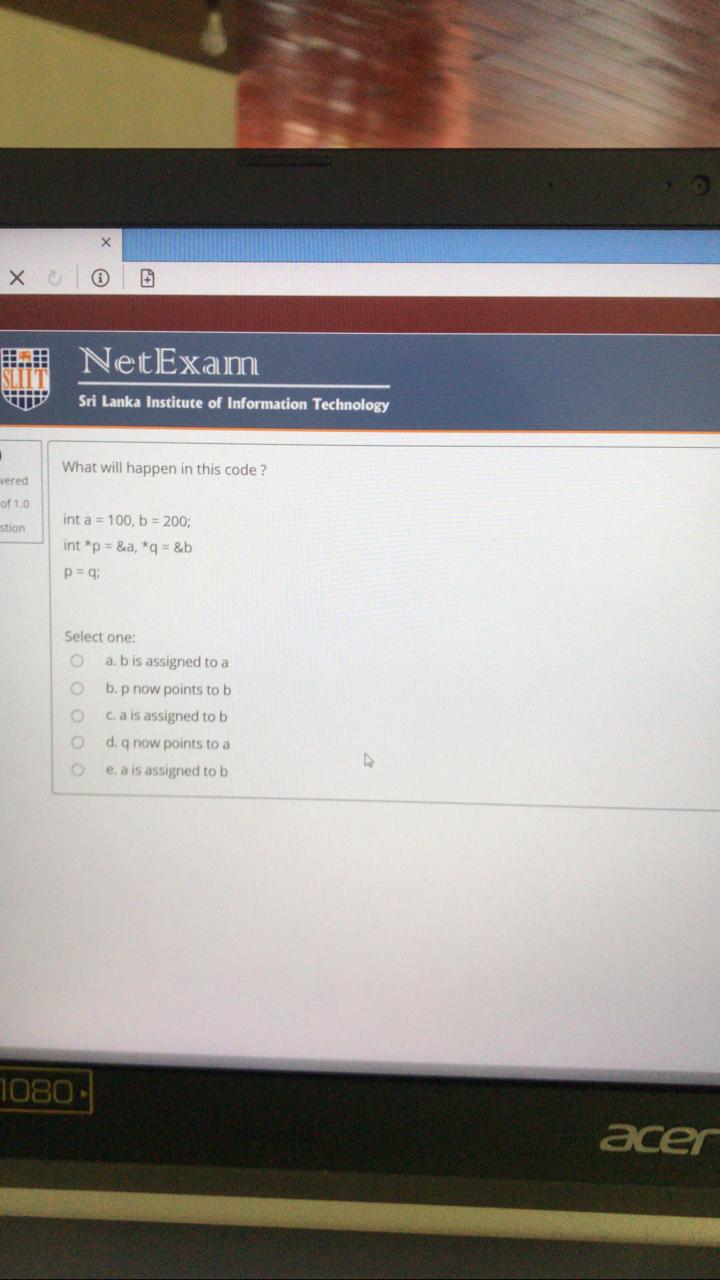 NetExam
SLIIT
Sri Lanka Institute of Information Technology
wered
of 1.0
stion
What will happen in this code ?
int a = 100, b = 200;
int *p = &a, *q = &b
p = q;
Select one:
a. b is assigned to a
b. p now points to b
c. a is assigned to b
d. q now points to a
e. a is assigned to b
1080
acer